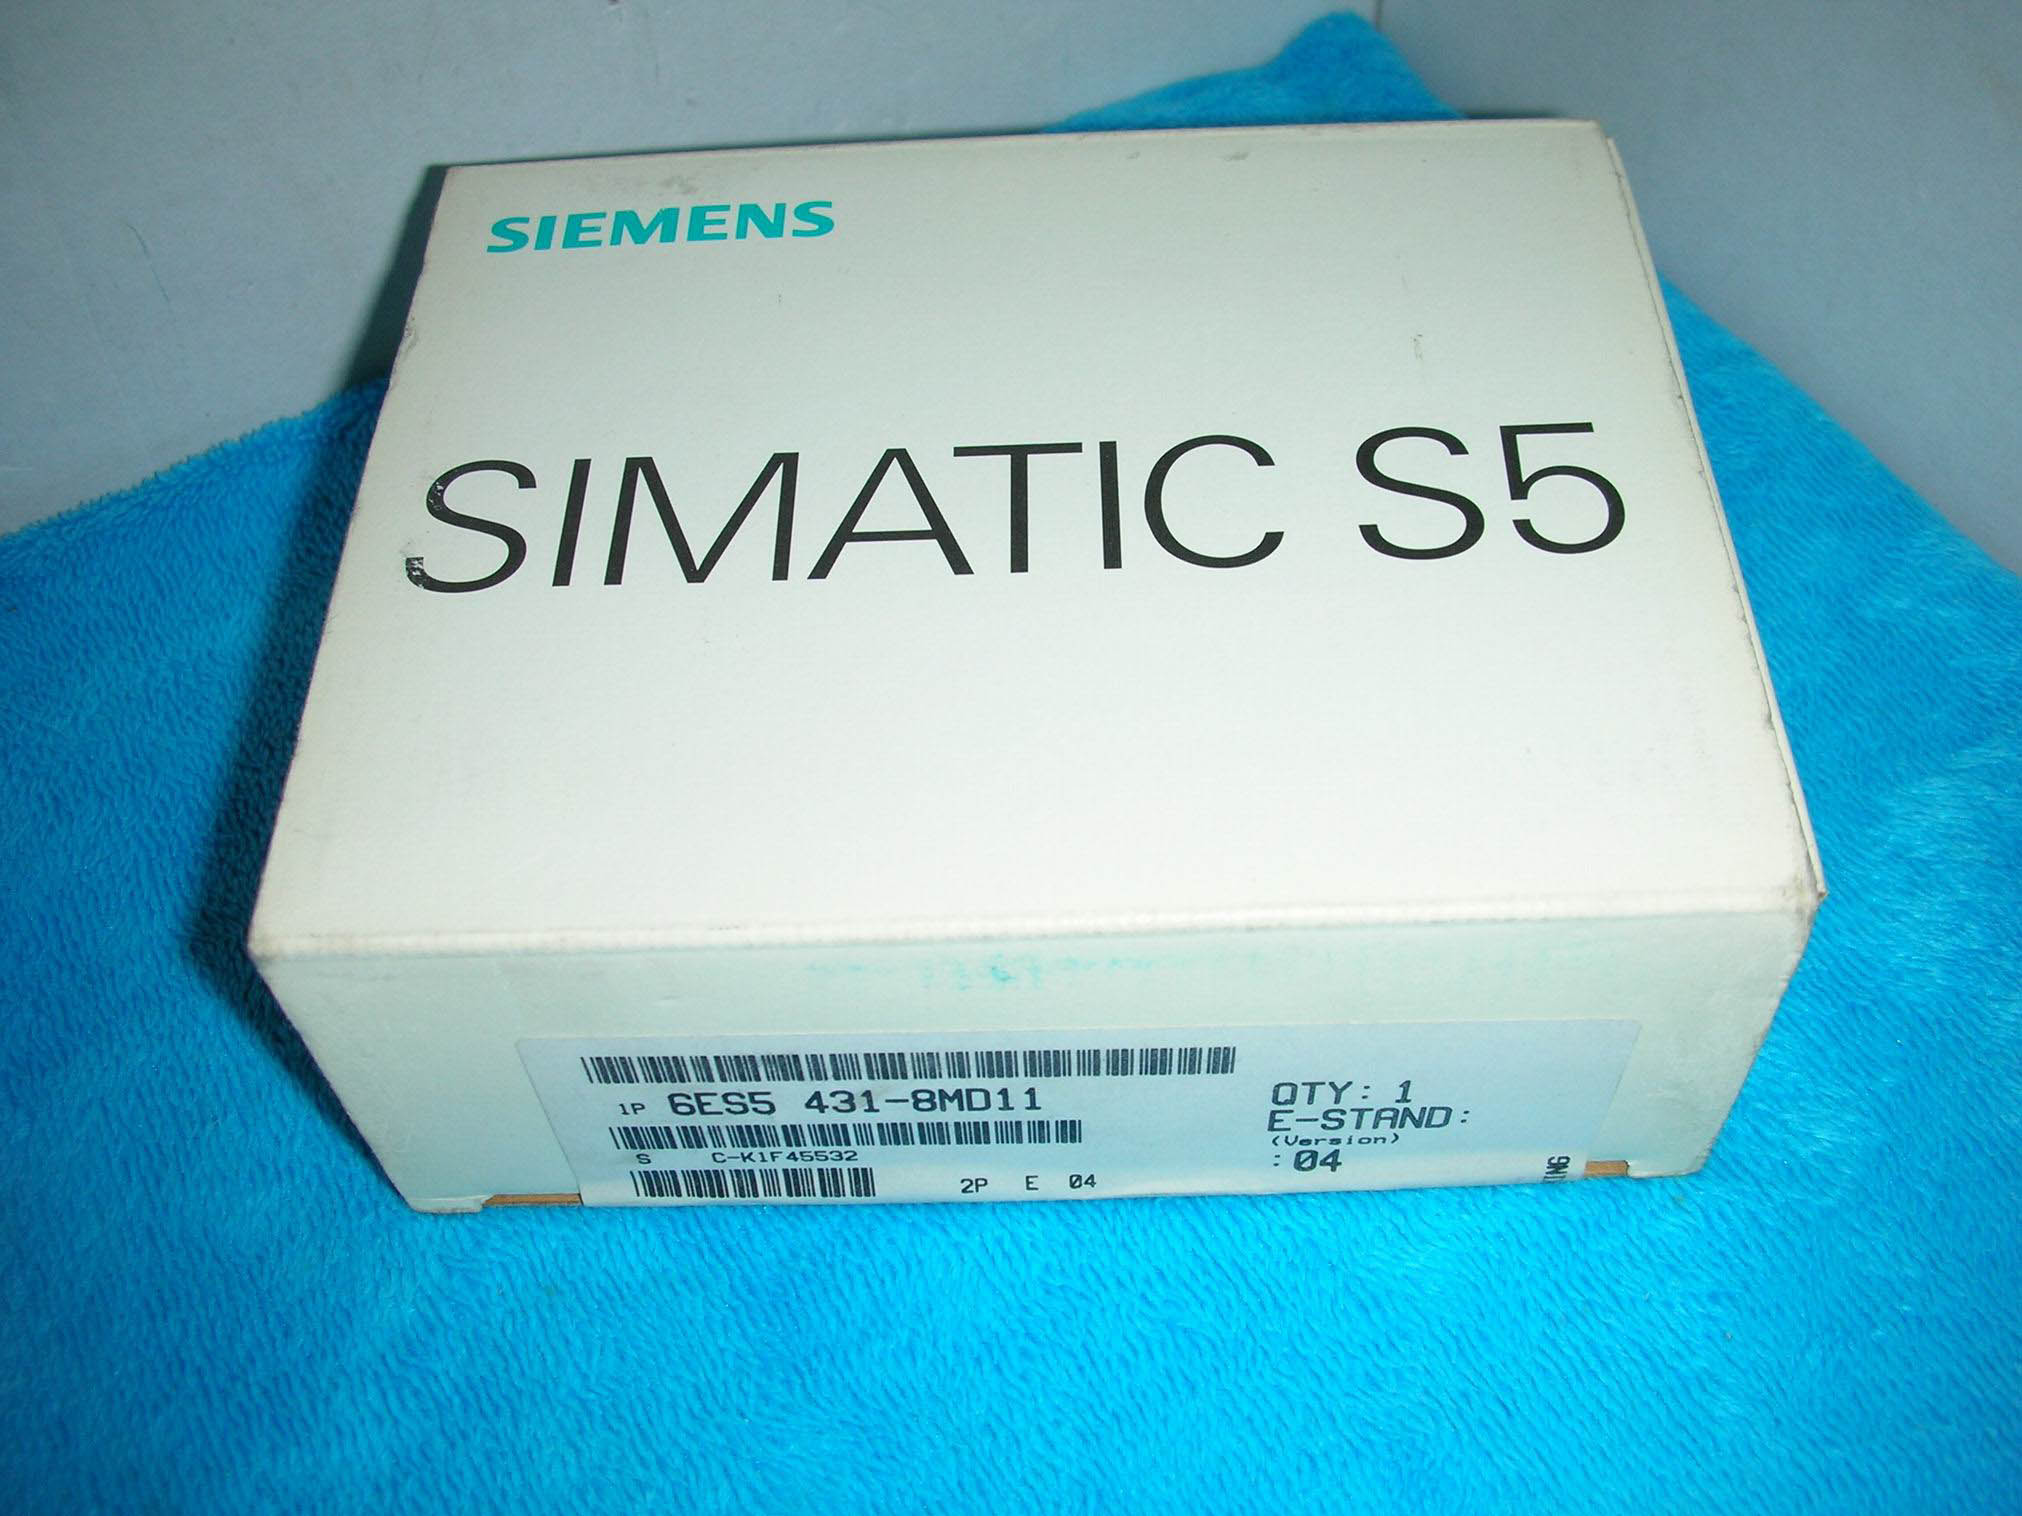 SIEMENS
SIMATIC S5
1P 6ES5 431-8MD11
S C-K1F45532
2P E 04
QTY: 1
E-STAND:
(Version)
:04